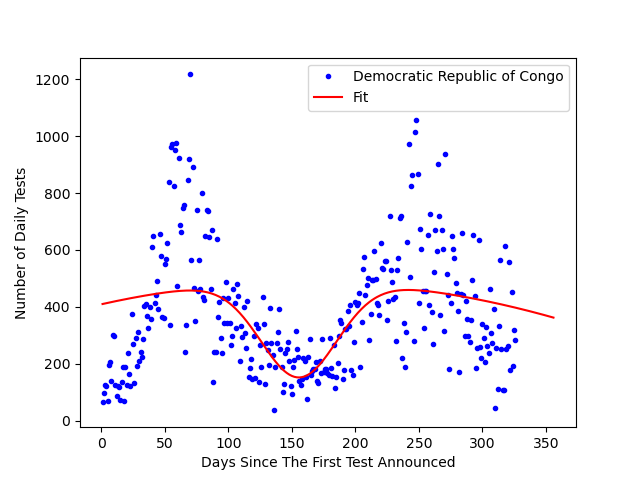 Democratic Republic of Congo
Fit
Number of Daily Tests
1200
1000
800
600
400
200
0
0 50 100 150 200 250 300 350
Days Since The First Test Announced